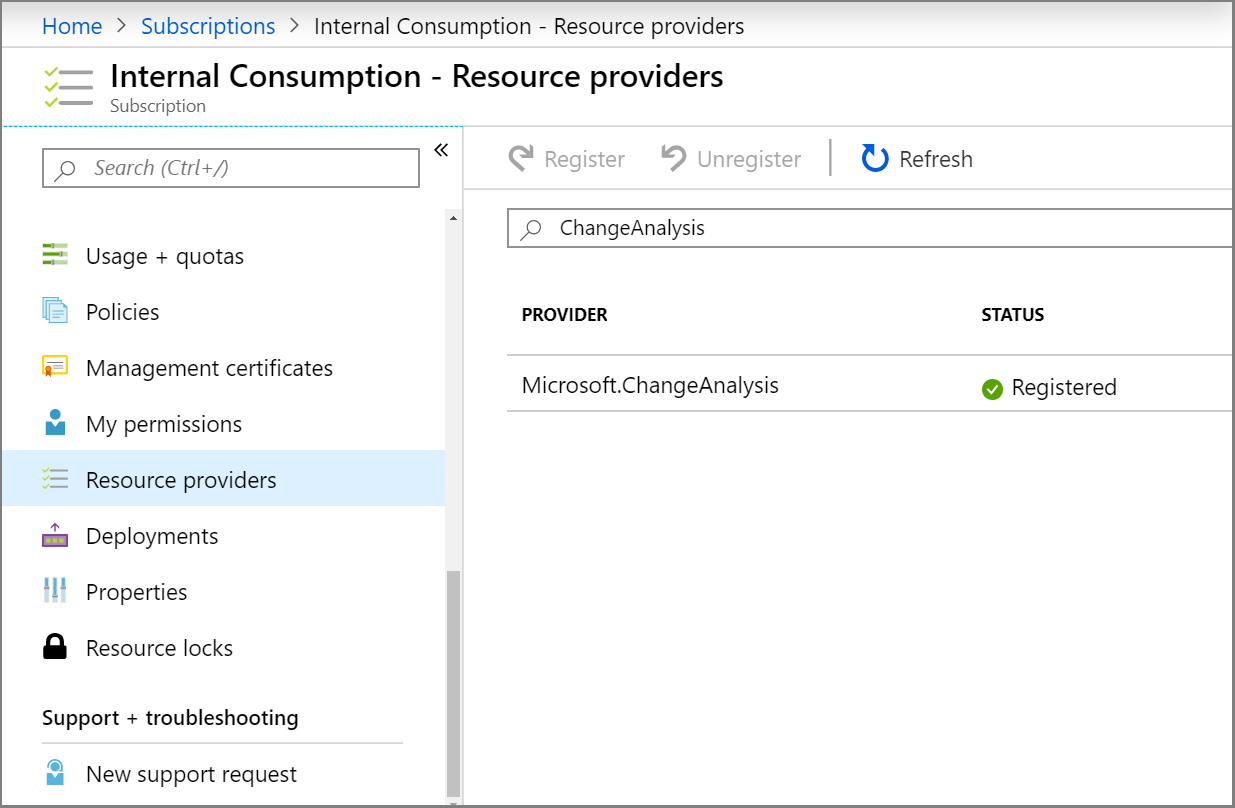 Home > Subscriptions > Internal Consumption - Resource providers
Internal Consumption - Resource providers
Subscription
Search (Ctrl+/)
«
Usage + quotas
Policies
Management certificates
My permissions
Resource providers
Deployments
Properties
Resource locks
Support + troubleshooting
New support request
Register Unregister Refresh
ChangeAnalysis
PROVIDER STATUS
Microsoft.ChangeAnalysis Registered